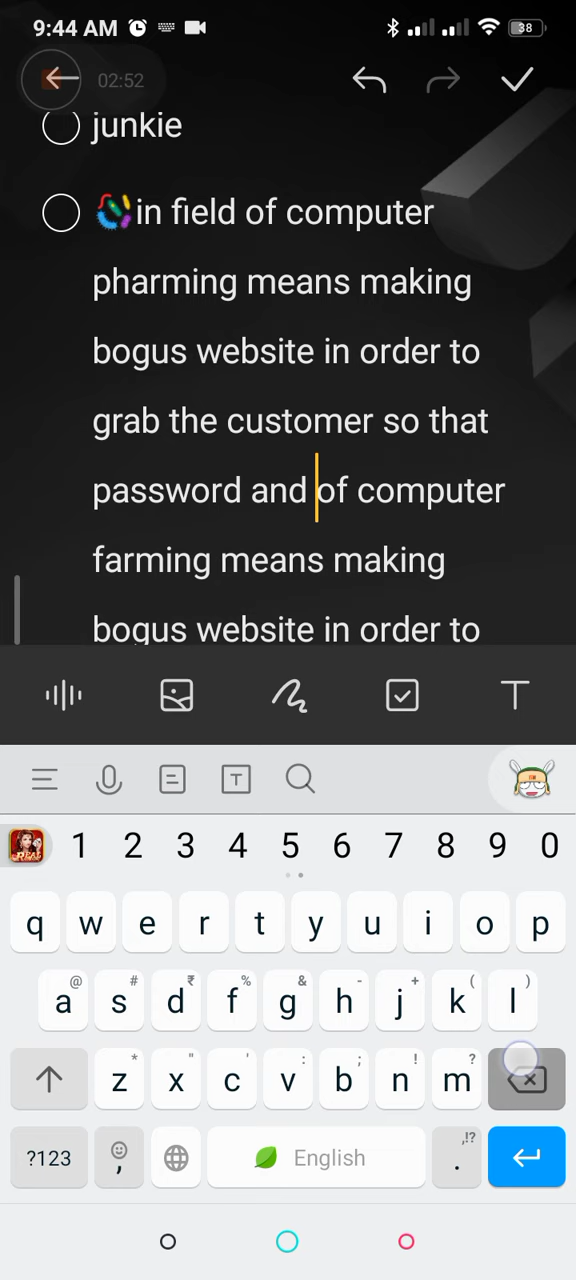 9:44 AM 38
02:52
junkie
in field of computer
pharming means making
bogus website in order to
grab the customer so that
password and of computer
farming means making
bogus website in order to
T
T
REAL
1 2 3 4 5 6 7 8 9 0
q w e r t y u i o p
@ # ₹ % & - + ( )
a s d f g h j k l
* " ' : ; ! ?
z x c v b n m
,!?
?123 , English .